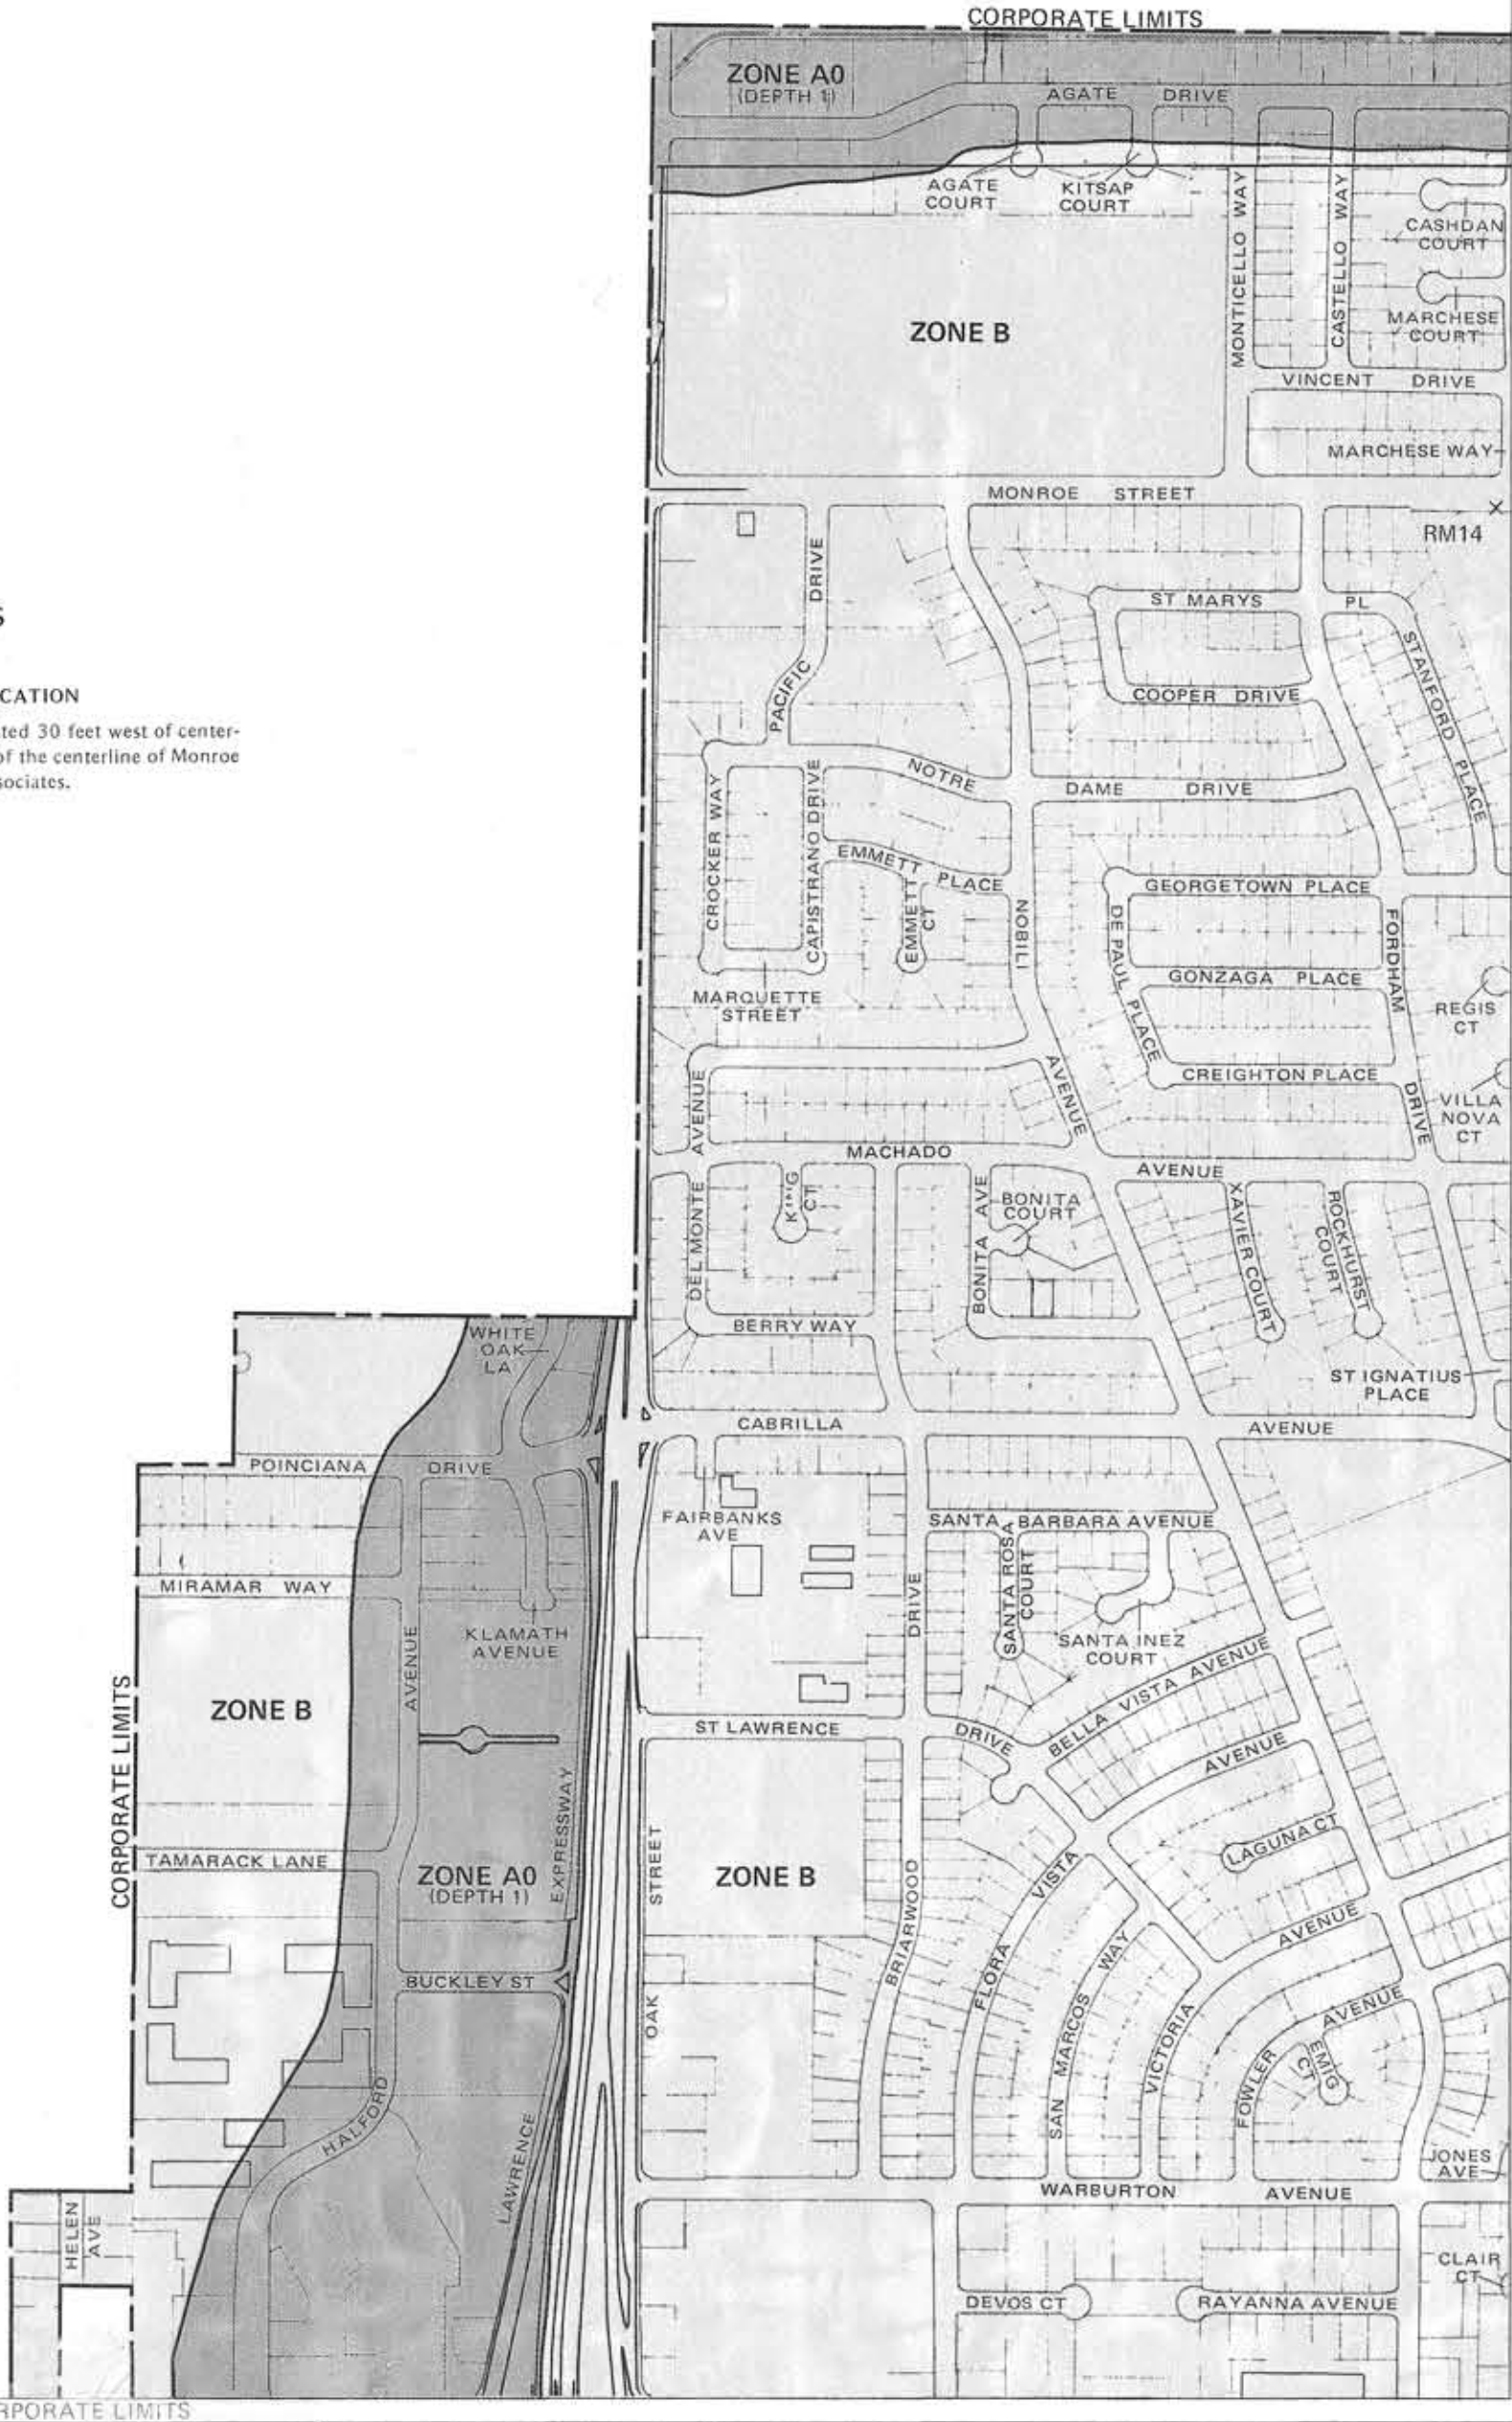 CORPORATE LIMITS
ZONE A0
(DEPTH 1)
AGATE DRIVE
AGATE
COURT
KITSAP
COURT
MONTICELLO WAY
CASTELLO WAY
CASHDAN
COURT
MARCHESE
COURT
ZONE B
VINCENT DRIVE
MARCHESE WAY
MONROE STREET
RM14
PACIFIC DRIVE
ST MARYS PL
STANFORD PLACE
COOPER DRIVE
S
CATION
ted 30 feet west of center-
of the centerline of Monroe
sociates.
NOTRE DAME DRIVE
CROCKER WAY
CAPISTRANO DRIVE
EMMETT PLACE
EMMETT
CT
NOBILI AVENUE
GEORGETOWN PLACE
DE PAUL PLACE
FORDHAM DRIVE
GONZAGA PLACE
MARQUETTE
STREET
REGIS
CT
CREIGHTON PLACE
VILLA
NOVA
CT
DEL MONTE AVENUE
MACHADO AVENUE
KING
CT
BONITA AVE
BONITA
COURT
XAVIER COURT
ROCKHURST
COURT
BERRY WAY
WHITE
OAK
LA
ST IGNATIUS
PLACE
CABRILLA AVENUE
POINCIANA DRIVE
FAIRBANKS
AVE
SANTA BARBARA AVENUE
SANTA ROSA
COURT
MIRAMAR WAY
KLAMATH
AVENUE
SANTA INEZ
COURT
CORPORATE LIMITS
ZONE B
HALFORD AVENUE
BELLA VISTA AVENUE
ST LAWRENCE DRIVE
LAWRENCE EXPRESSWAY
OAK STREET
BRIARWOOD DRIVE
TAMARACK LANE
ZONE A0
(DEPTH 1)
ZONE B
LAGUNA CT
FLORA VISTA AVENUE
SAN MARCOS WAY
VICTORIA AVENUE
BUCKLEY ST
FOWLER AVENUE
EMIG
CT
JONES
AVE
WARBURTON AVENUE
HELEN
AVE
CLAIR
CT
DEVOS CT
RAYANNA AVENUE
RPORATE LIMITS